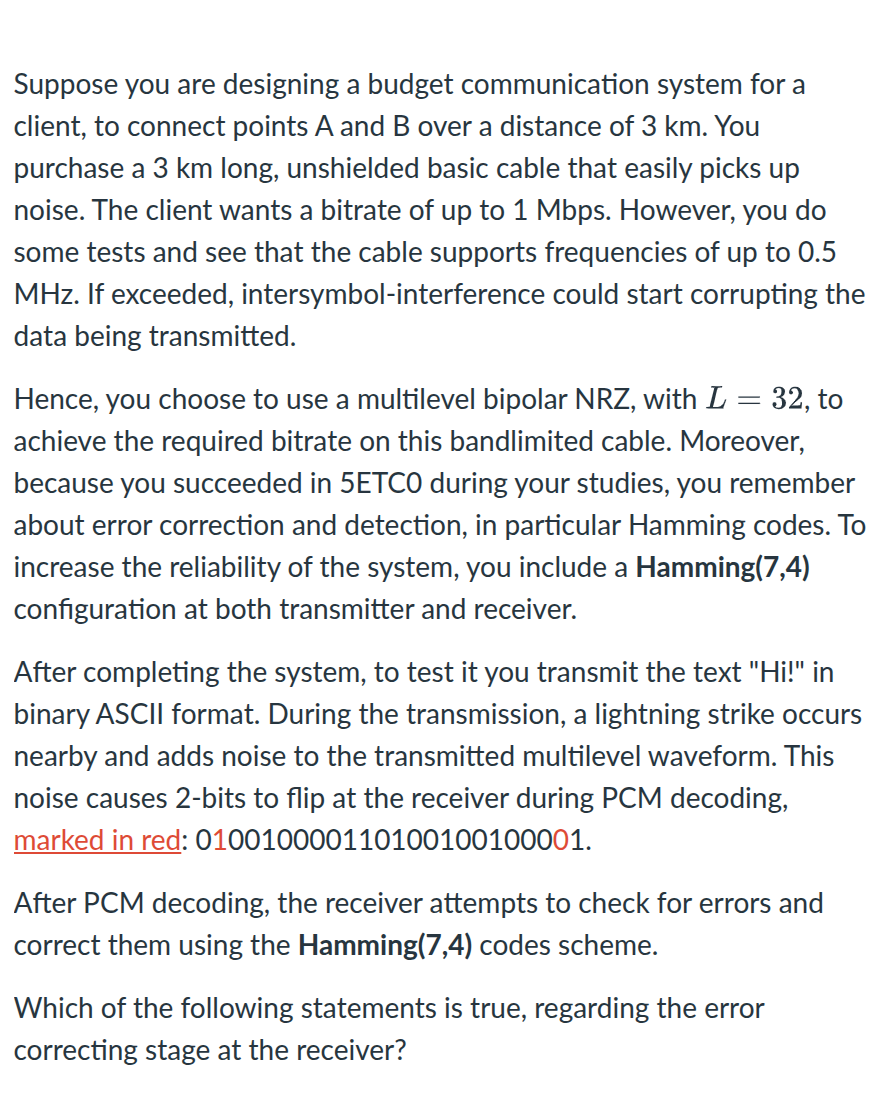 Suppose you are designing a budget communication system for a
client, to connect points A and B over a distance of 3 km. You
purchase a 3 km long, unshielded basic cable that easily picks up
noise. The client wants a bitrate of up to 1 Mbps. However, you do
some tests and see that the cable supports frequencies of up to 0.5
MHz. If exceeded, intersymbol-interference could start corrupting the
data being transmitted.
Hence, you choose to use a multilevel bipolar NRZ, with L = 32, to
achieve the required bitrate on this bandlimited cable. Moreover,
because you succeeded in 5ETC0 during your studies, you remember
about error correction and detection, in particular Hamming codes. To
increase the reliability of the system, you include a Hamming(7,4)
configuration at both transmitter and receiver.
After completing the system, to test it you transmit the text "Hi!" in
binary ASCII format. During the transmission, a lightning strike occurs
nearby and adds noise to the transmitted multilevel waveform. This
noise causes 2-bits to flip at the receiver during PCM decoding,
marked in red: 010010000110100100100001.
After PCM decoding, the receiver attempts to check for errors and
correct them using the Hamming(7,4) codes scheme.
Which of the following statements is true, regarding the error
correcting stage at the receiver?